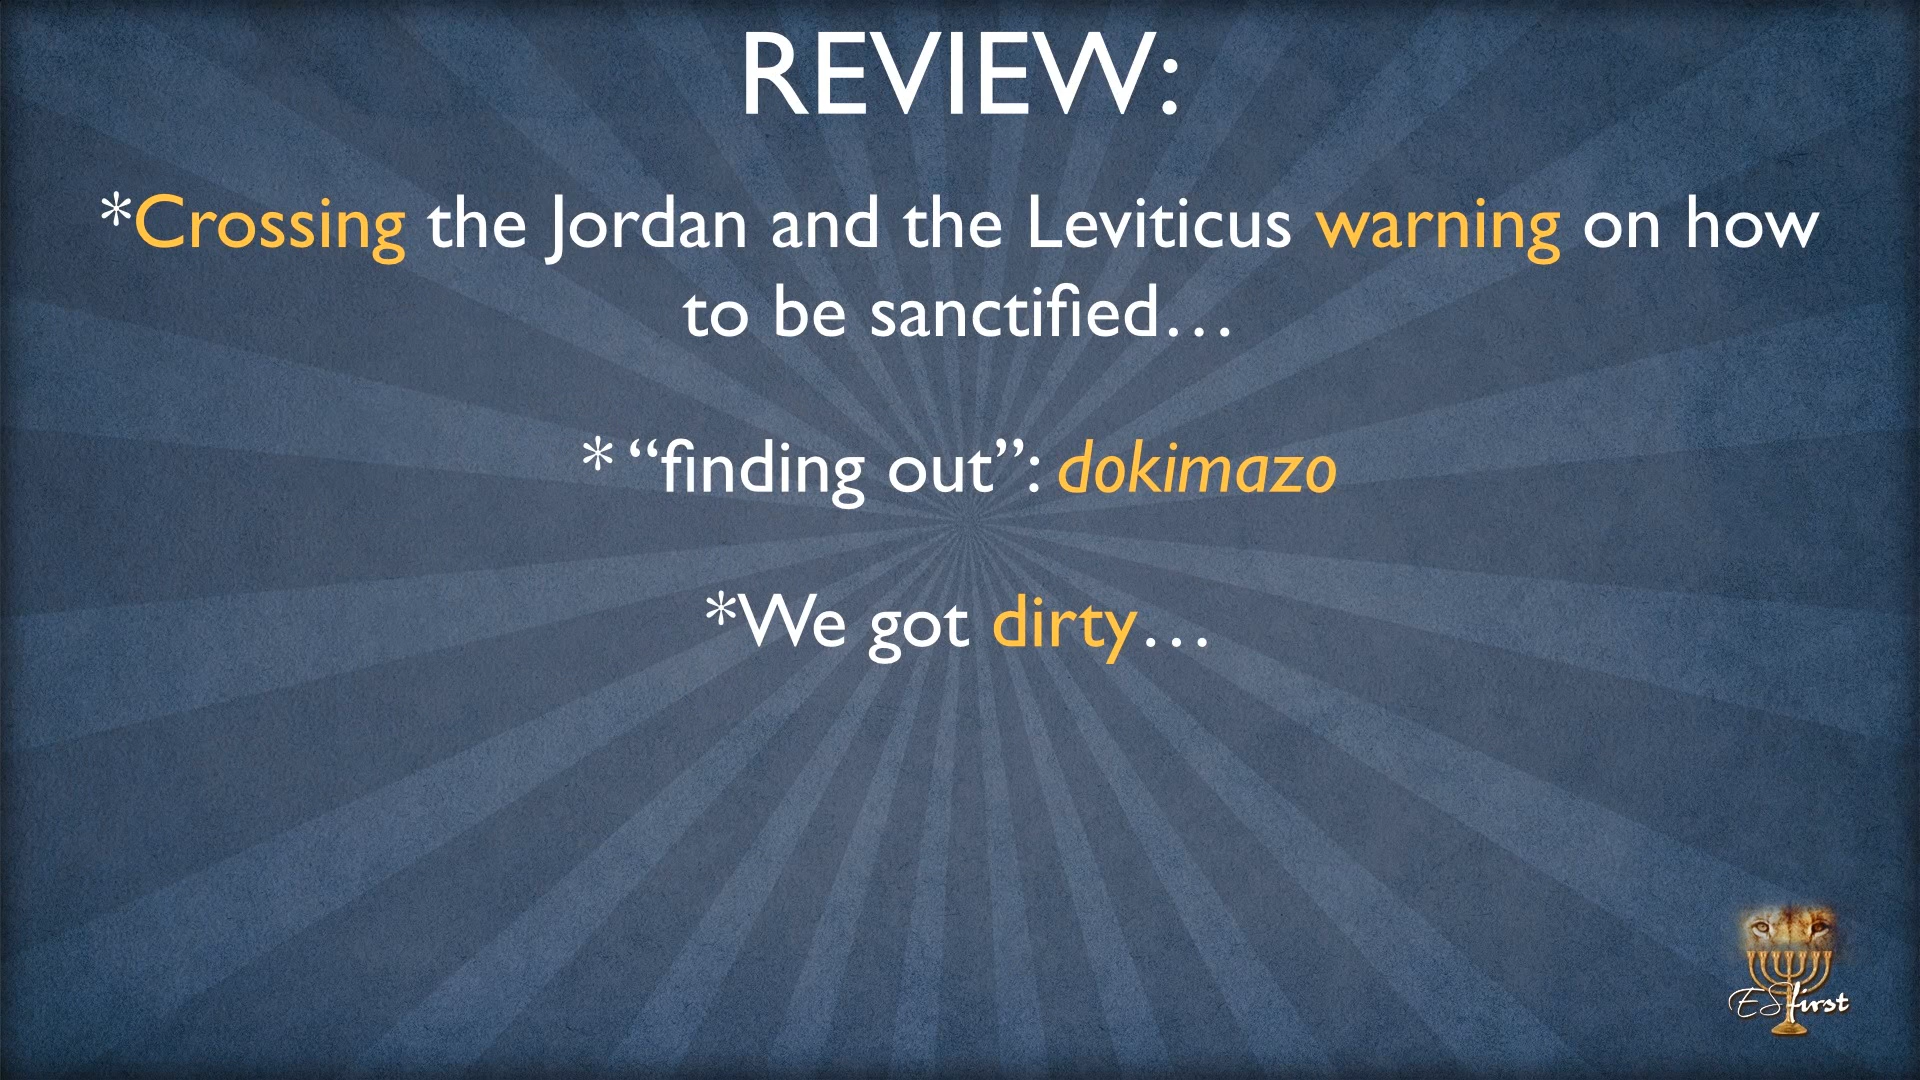 REVIEW:
*Crossing the Jordan and the Leviticus warning on how
to be sanctified…
* “finding out”: dokimazo
*We got dirty…
ESfirst